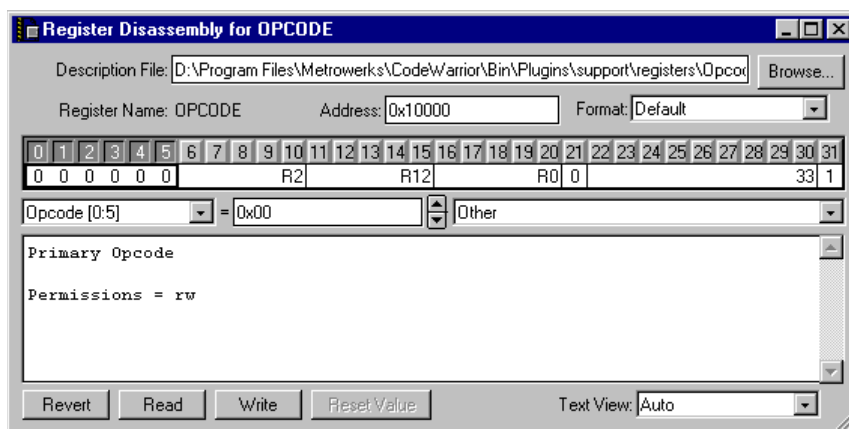 Register Disassembly for OPCODE
Description File: D:\Program Files\Metrowerks\CodeWarrior\Bin\Plugins\support\registers\Opcod Browse...
Register Name: OPCODE Address: 0x10000 Format: Default
0 1 2 3 4 5 6 7 8 9 10 11 12 13 14 15 16 17 18 19 20 21 22 23 24 25 26 27 28 29 30 31
0 0 0 0 0 0 R2 R12 R0 0 33 1
Opcode [0:5] = 0x00 Other
Primary Opcode
Permissions = rw
Revert Read Write Reset Value Text View: Auto